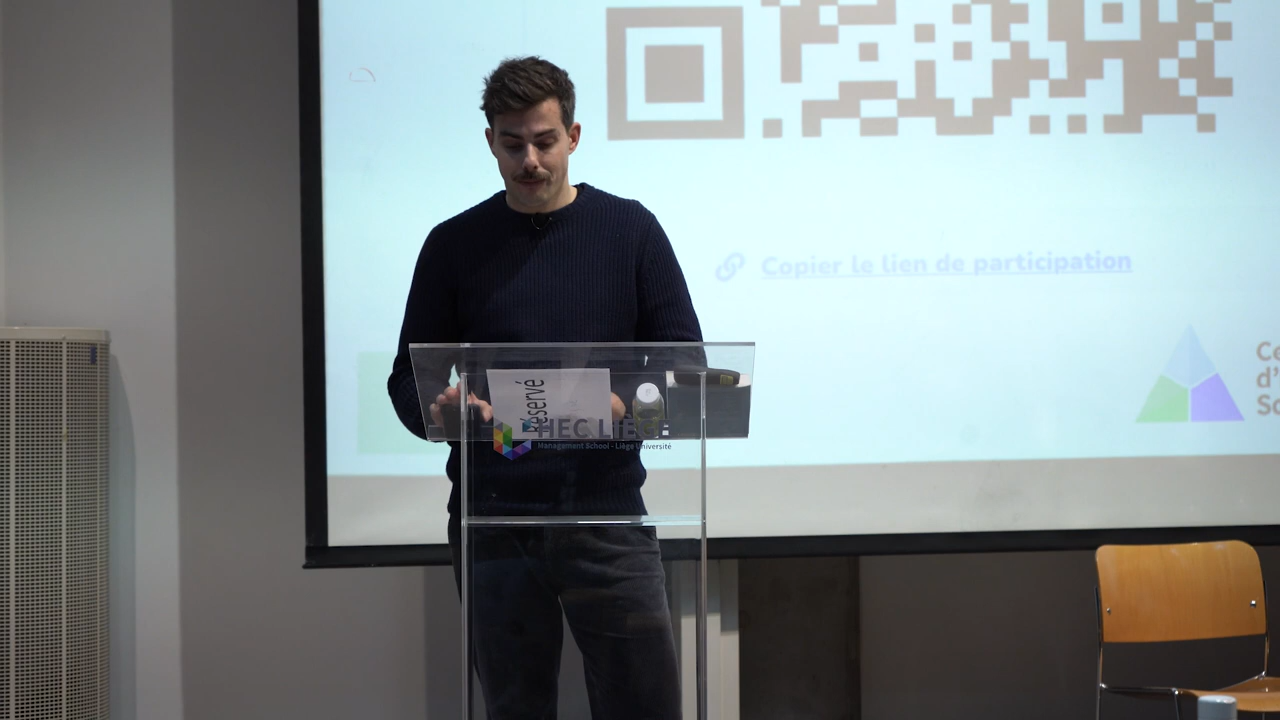 Copier le lien de participation
Réservé
HEC LIÈGE
Management School - Liège Université
d'